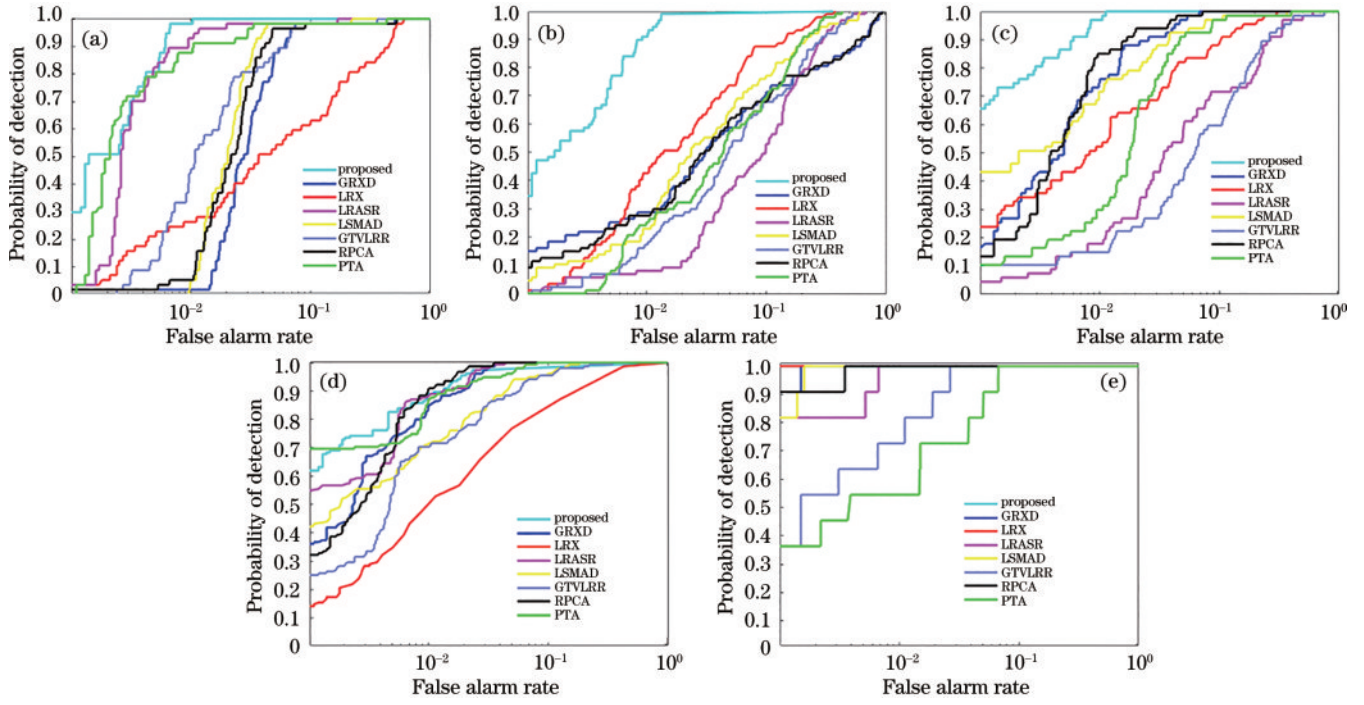 (a)
Probability of detection
1.0
0.9
0.8
0.7
0.6
0.5
0.4
0.3
0.2
0.1
0
10⁻²
10⁻¹
10⁰
False alarm rate
proposed
GRXD
LRX
LRASR
LSMAD
GTVLRR
RPCA
PTA
(b)
Probability of detection
1.0
0.9
0.8
0.7
0.6
0.5
0.4
0.3
0.2
0.1
0
10⁻²
10⁻¹
10⁰
False alarm rate
proposed
GRXD
LRX
LRASR
LSMAD
GTVLRR
RPCA
PTA
(c)
Probability of detection
1.0
0.9
0.8
0.7
0.6
0.5
0.4
0.3
0.2
0.1
0
10⁻²
10⁻¹
10⁰
False alarm rate
proposed
GRXD
LRX
LRASR
LSMAD
GTVLRR
RPCA
PTA
(d)
Probability of detection
1.0
0.9
0.8
0.7
0.6
0.5
0.4
0.3
0.2
0.1
0
10⁻²
10⁻¹
10⁰
False alarm rate
proposed
GRXD
LRX
LRASR
LSMAD
GTVLRR
RPCA
PTA
(e)
Probability of detection
1.0
0.9
0.8
0.7
0.6
0.5
0.4
0.3
0.2
0.1
0
10⁻²
10⁻¹
10⁰
False alarm rate
proposed
GRXD
LRX
LRASR
LSMAD
GTVLRR
RPCA
PTA